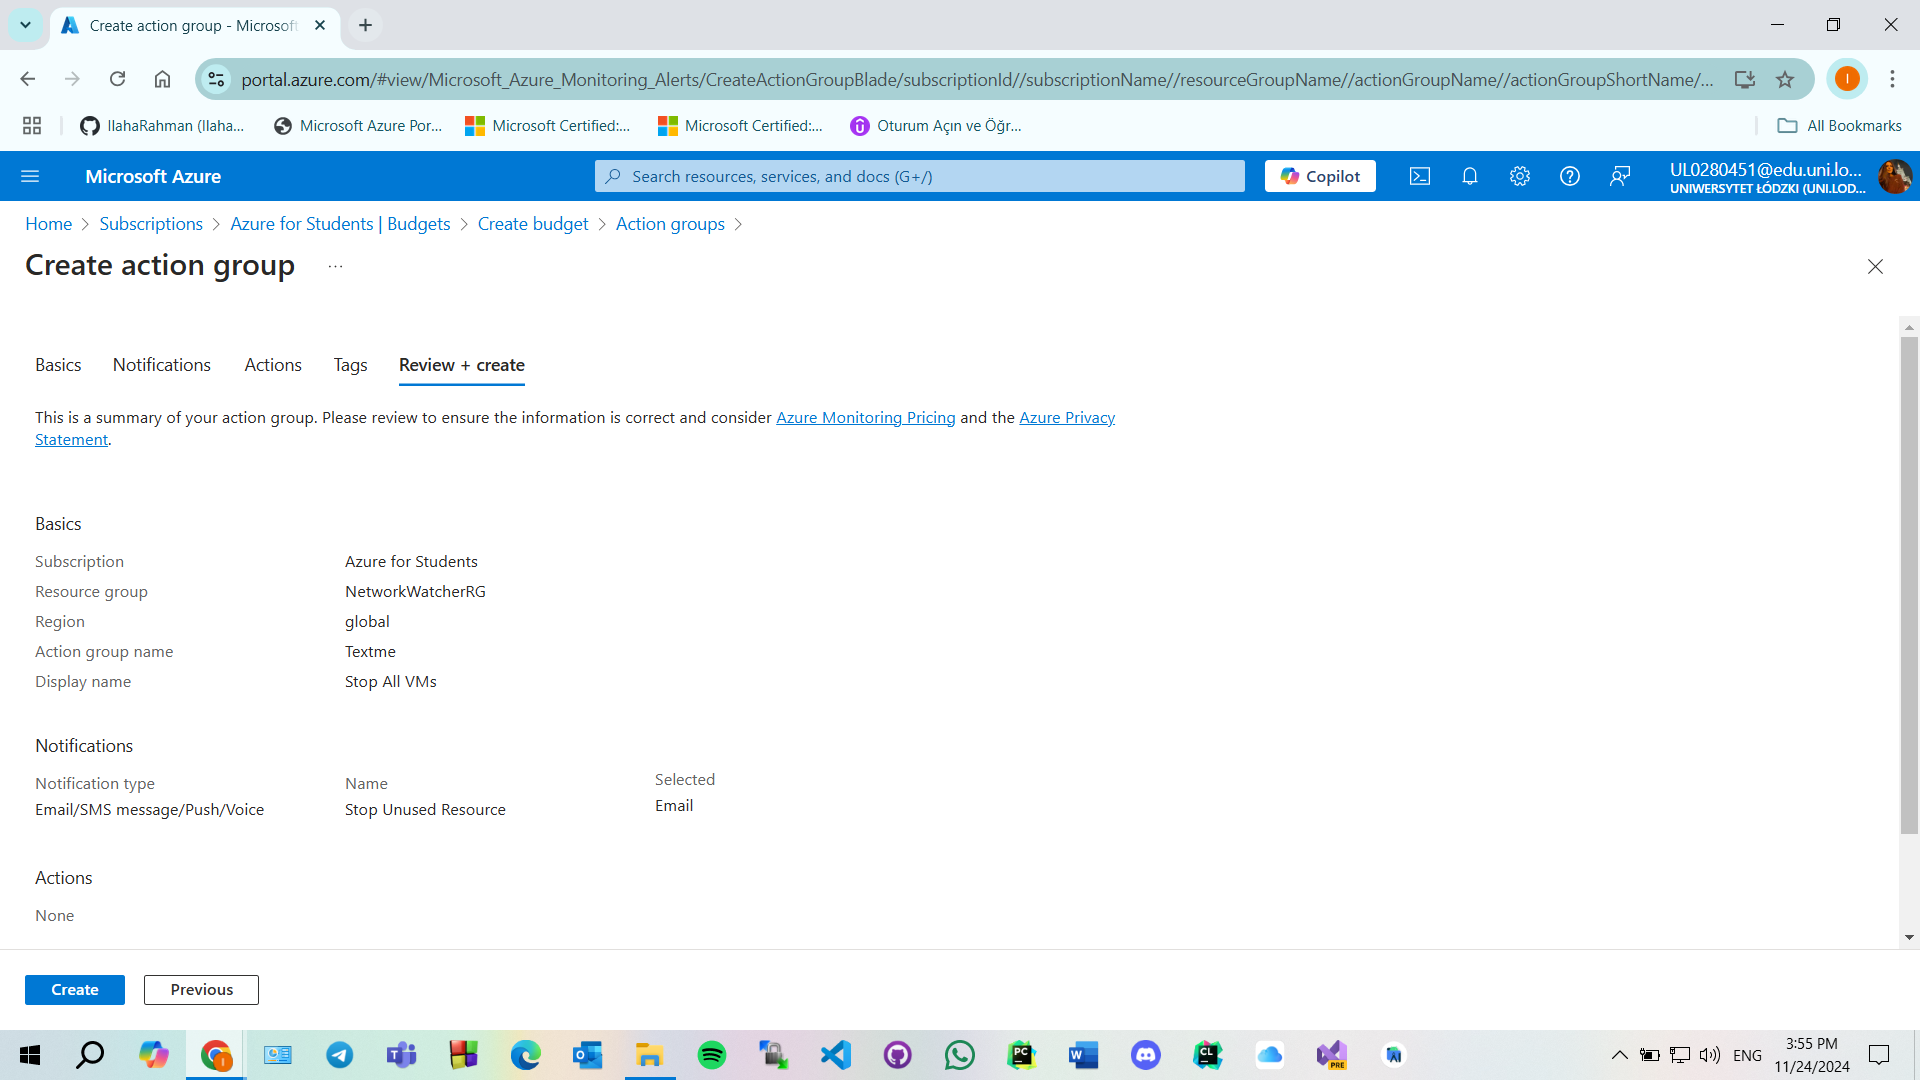 Create action group - Microsoft
portal.azure.com/#view/Microsoft_Azure_Monitoring_Alerts/CreateActionGroupBlade/subscriptionId//subscriptionName//resourceGroupName//actionGroupName//actionGroupShortName/...
I
IlahaRahman (Ilaha...
Microsoft Azure Por...
Microsoft Certified:...
Microsoft Certified:...
Oturum Açın ve Öğr...
All Bookmarks
Microsoft Azure
Search resources, services, and docs (G+/)
Copilot
UL0280451@edu.uni.lo...
UNIWERSYTET ŁÓDZKI (UNI.LOD...
Home > Subscriptions > Azure for Students | Budgets > Create budget > Action groups >
Create action group ...
Basics Notifications Actions Tags Review + create
This is a summary of your action group. Please review to ensure the information is correct and consider Azure Monitoring Pricing and the Azure Privacy
Statement.
Basics
Subscription Azure for Students
Resource group NetworkWatcherRG
Region global
Action group name Textme
Display name Stop All VMs
Notifications
Notification type Name Selected
Email/SMS message/Push/Voice Stop Unused Resource Email
Actions
None
Create Previous
ENG
3:55 PM
11/24/2024